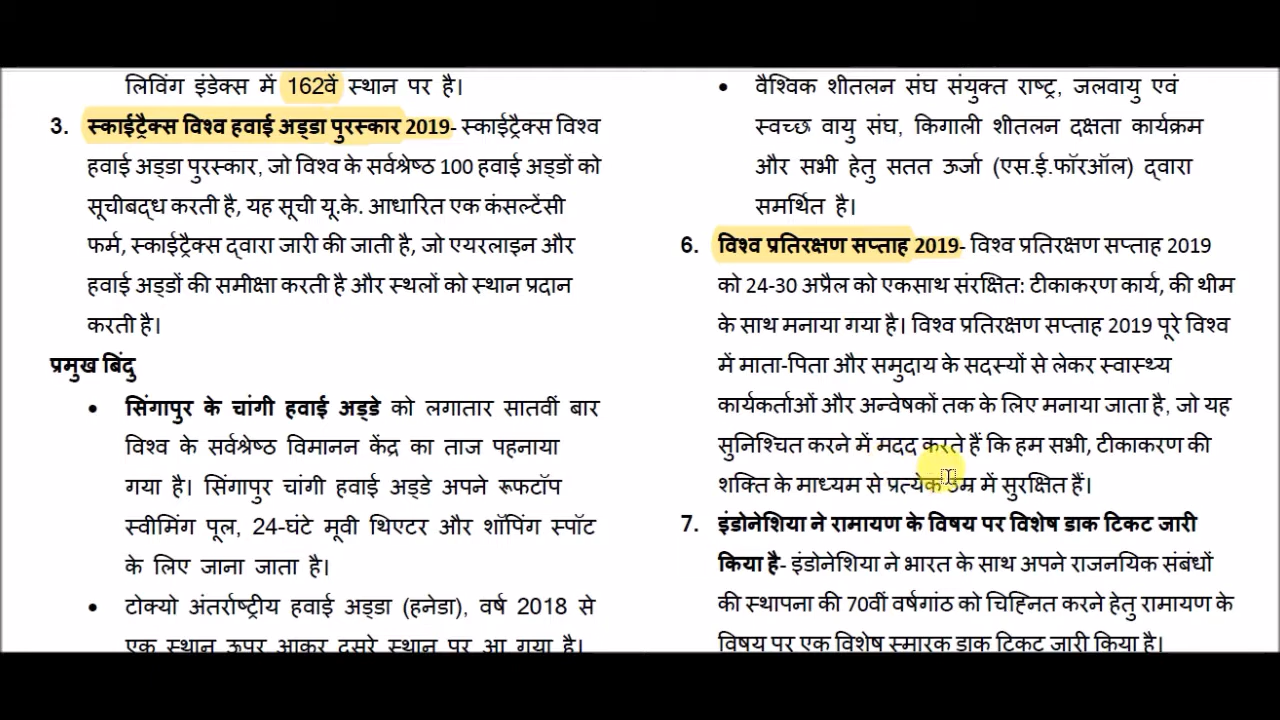 लिविंग इंडेक्स में 162वें स्थान पर है।
3. स्काईट्रैक्स विश्व हवाई अड्डा पुरस्कार 2019- स्काईट्रैक्स विश्व
हवाई अड्डा पुरस्कार, जो विश्व के सर्वश्रेष्ठ 100 हवाई अड्डों को
सूचीबद्ध करती है, यह सूची यू.के. आधारित एक कंसल्टेंसी
फर्म, स्काईट्रैक्स द्वारा जारी की जाती है, जो एयरलाइन और
हवाई अड्डों की समीक्षा करती है और स्थलों को स्थान प्रदान
करती है।
प्रमुख बिंदु
• सिंगापुर के चांगी हवाई अड्डे को लगातार सातवीं बार
विश्व के सर्वश्रेष्ठ विमानन केंद्र का ताज पहनाया
गया है। सिंगापुर चांगी हवाई अड्डे अपने रूफटॉप
स्वीमिंग पूल, 24-घंटे मूवी थिएटर और शॉपिंग स्पॉट
के लिए जाना जाता है।
• टोक्यो अंतर्राष्ट्रीय हवाई अड्डा (हनेडा), वर्ष 2018 से
एक स्थान ऊपर आकर दूसरे स्थान पर आ गया है।
• वैश्विक शीतलन संघ संयुक्त राष्ट्र, जलवायु एवं
स्वच्छ वायु संघ, किगाली शीतलन दक्षता कार्यक्रम
और सभी हेतु सतत ऊर्जा (एस.ई.फॉरऑल) द्वारा
समर्थित है।
6. विश्व प्रतिरक्षण सप्ताह 2019- विश्व प्रतिरक्षण सप्ताह 2019
को 24-30 अप्रैल को एकसाथ संरक्षित: टीकाकरण कार्य, की थीम
के साथ मनाया गया है। विश्व प्रतिरक्षण सप्ताह 2019 पूरे विश्व
में माता-पिता और समुदाय के सदस्यों से लेकर स्वास्थ्य
कार्यकर्ताओं और अन्वेषकों तक के लिए मनाया जाता है, जो यह
सुनिश्चित करने में मदद करते हैं कि हम सभी, टीकाकरण की
शक्ति के माध्यम से प्रत्येक उम्र में सुरक्षित हैं।
7. इंडोनेशिया ने रामायण के विषय पर विशेष डाक टिकट जारी
किया है- इंडोनेशिया ने भारत के साथ अपने राजनयिक संबंधों
की स्थापना की 70वीं वर्षगांठ को चिह्नित करने हेतु रामायण के
विषय पर एक विशेष स्मारक डाक टिकट जारी किया है।